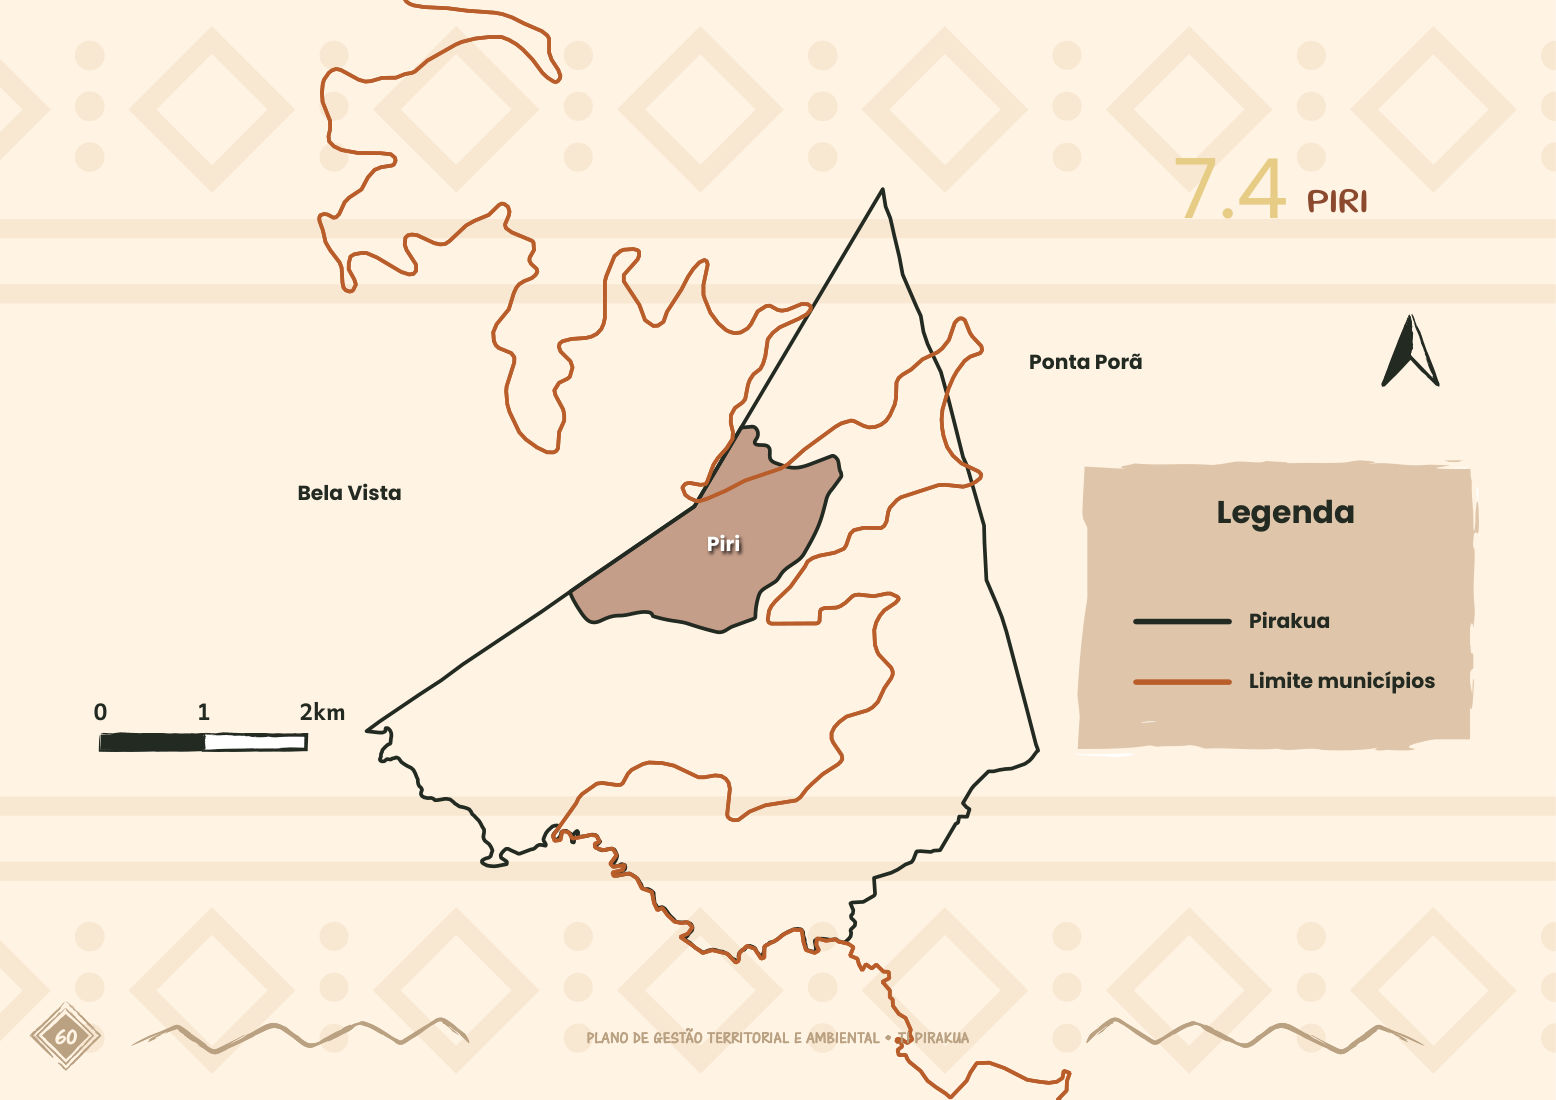 7.4 PIRI
Ponta Porã
Bela Vista
Piri
Legenda
Pirakua
Limite municípios
0 1 2km
60
PLANO DE GESTÃO TERRITORIAL E AMBIENTAL • TI PIRAKUA